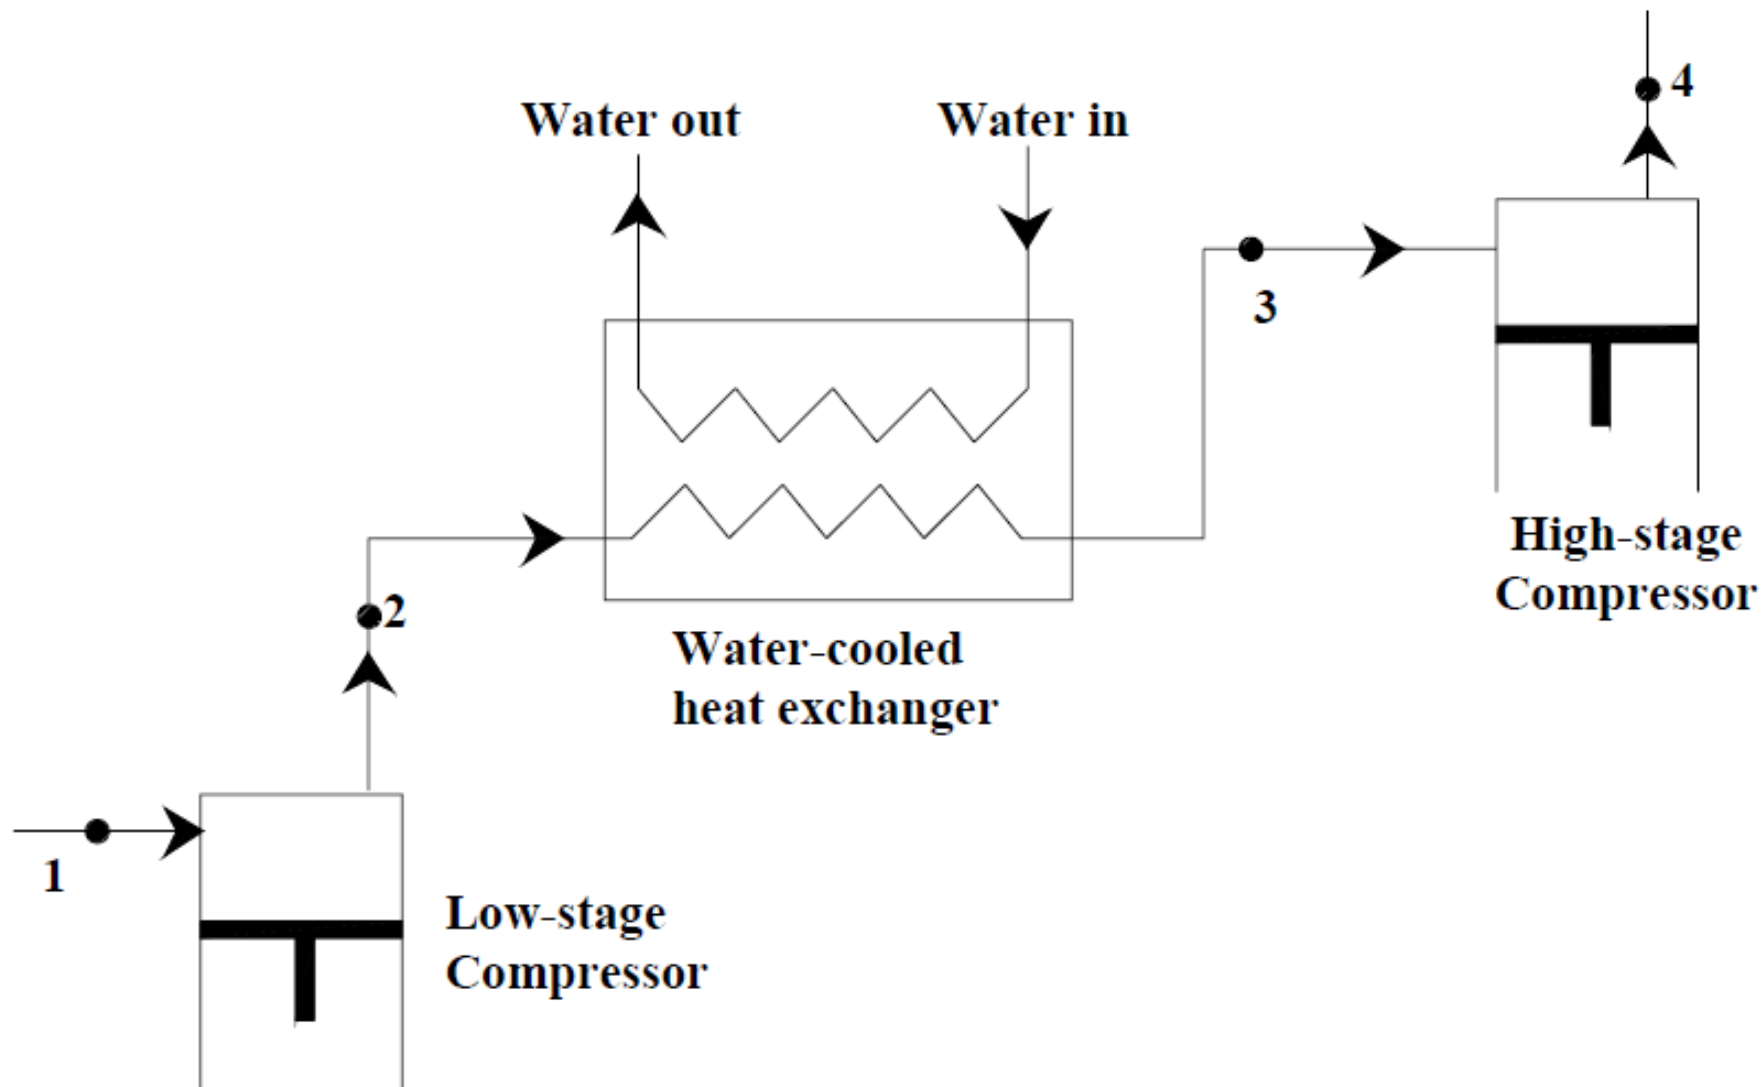 Water out
Water in
4
3
High-stage
Compressor
2
Water-cooled
heat exchanger
1
Low-stage
Compressor